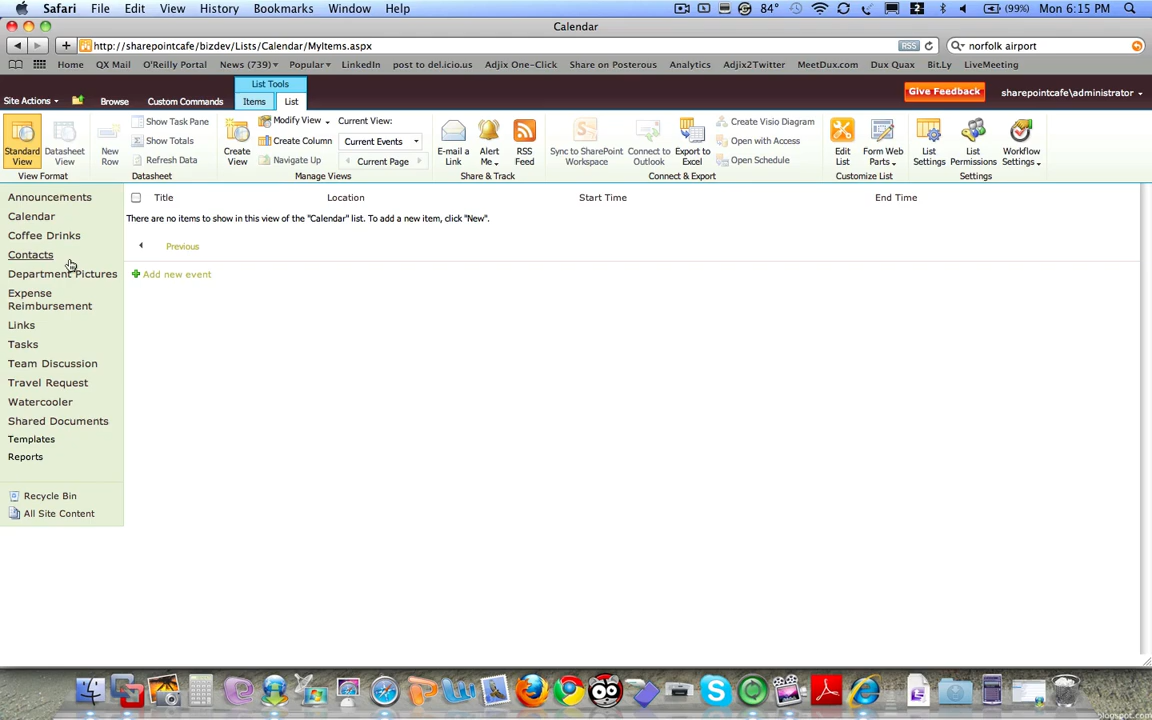 Safari File Edit View History Bookmarks Window Help 84° 2 (99%) Mon 6:15 PM
Calendar
http://sharepointcafe/bizdev/Lists/Calendar/MyItems.aspx RSS norfolk airport
Home QX Mail O'Reilly Portal News (739) Popular LinkedIn post to del.icio.us Adjix One-Click Share on Posterous Analytics Adjix2Twitter MeetDux.com Dux Quax Bit.Ly LiveMeeting
List Tools
Site Actions Browse Custom Commands Items List Give Feedback sharepointcafe\administrator
Standard View
Datasheet View
New Row
Show Task Pane
Show Totals
Refresh Data
Create View
Modify View
Create Column
Navigate Up
Current View:
Current Events
Current Page
E-mail a Link
Alert Me
RSS Feed
Sync to SharePoint Workspace
Connect to Outlook
Export to Excel
Create Visio Diagram
Open with Access
Open Schedule
Edit List
Form Web Parts
List Settings
List Permissions
Workflow Settings
View Format Datasheet Manage Views Share & Track Connect & Export Customize List Settings
Announcements
Calendar
Coffee Drinks
Contacts
Department Pictures
Expense
Reimbursement
Links
Tasks
Team Discussion
Travel Request
Watercooler
Shared Documents
Templates
Reports
Recycle Bin
All Site Content
Title Location Start Time End Time
There are no items to show in this view of the "Calendar" list. To add a new item, click "New".
Previous
Add new event
blogspot.com